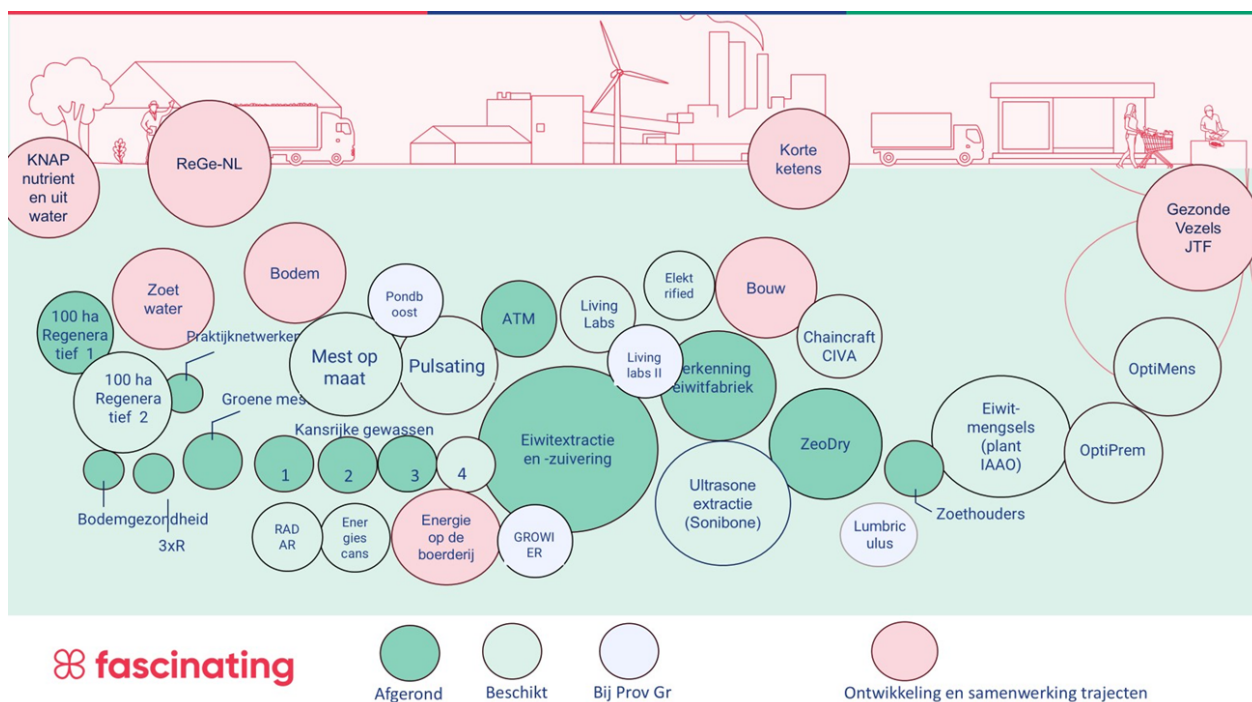 KNAP
nutrient
en uit
water
ReGe-NL
Korte
ketens
Gezonde
Vezels
JTF
Zoet
water
Bodem
Pondb
oost
ATM
Living
Labs
Elekt
rified
Bouw
Chaincraft
CIVA
100 ha
Regenera
tief 1
Praktijknetwerken
Mest op
maat
Pulsating
Living
labs II
erkenning
eiwitfabriek
OptiMens
100 ha
Regenera
tief 2
Groene mes
Kansrijke gewassen
1
2
3
4
Eiwitextractie
en -zuivering
ZeoDry
Eiwit-
mengsels
(plant
IAAO)
OptiPrem
Bodemgezondheid
3xR
RAD
AR
Ener
gies
cans
Energie
op de
boerderij
GROWI
ER
Ultrasone
extractie
(Sonibone)
Zoethouders
Lumbric
ulus
fascinating
Afgerond
Beschikt
Bij Prov Gr
Ontwikkeling en samenwerking trajecten